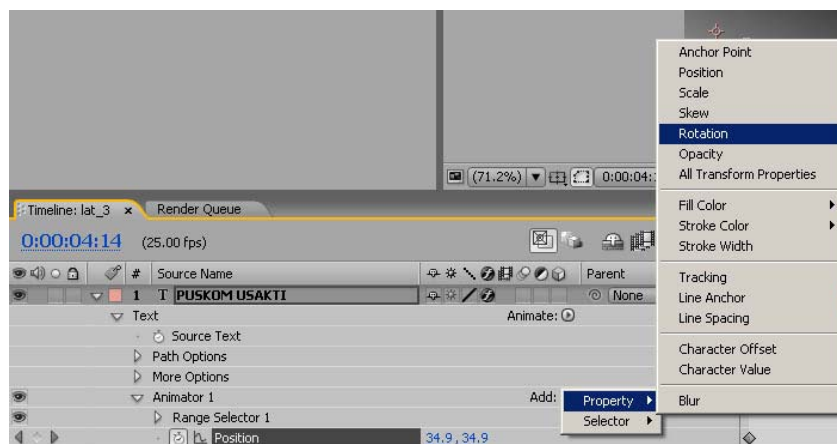 Anchor Point
Position
Scale
Skew
Rotation
Opacity
All Transform Properties
Fill Color
Stroke Color
Stroke Width
Tracking
Line Anchor
Line Spacing
Character Offset
Character Value
Blur
(71.2%) 0:00:04:
Timeline: lat_3 x Render Queue
0:00:04:14 (25.00 fps)
# Source Name Parent
1 T PUSKOM USAKTI None
Text Animate:
Source Text
Path Options
More Options
Animator 1 Add: Property
Range Selector 1 Selector
Position 34.9, 34.9